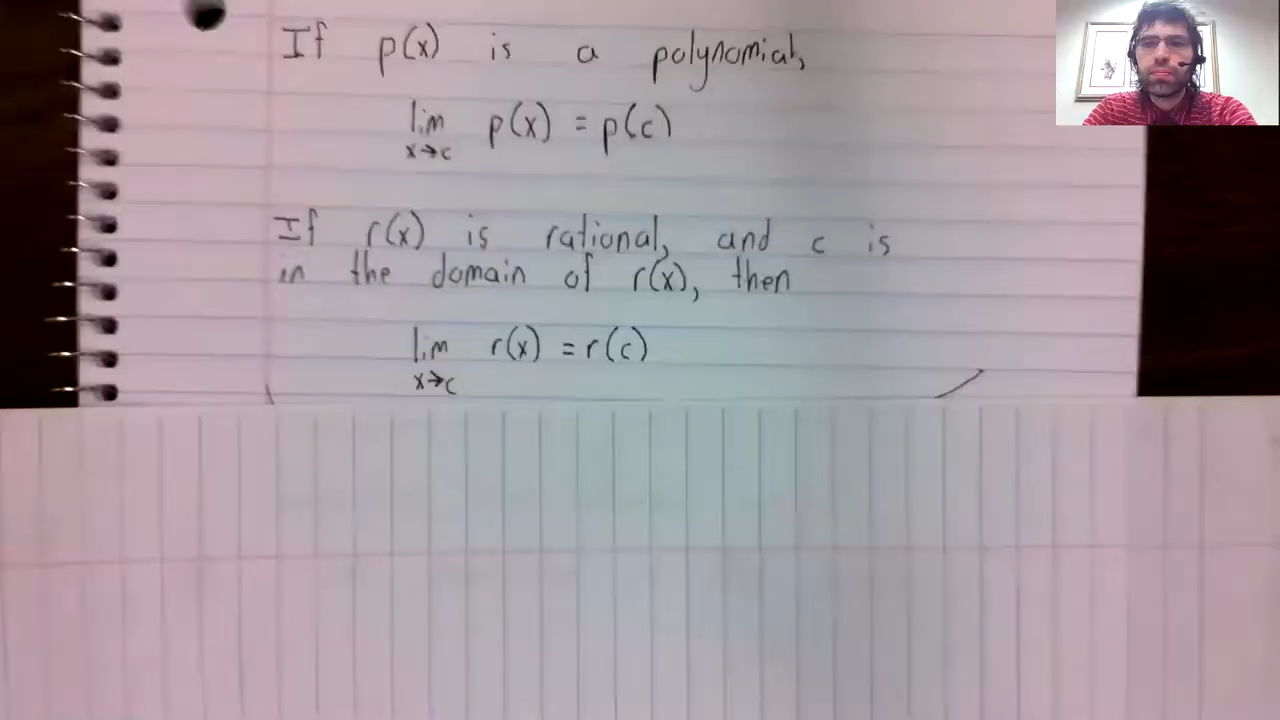 If p(x) is a polynomial,
lim p(x) = p(c)
x→c
If r(x) is rational, and c is
in the domain of r(x), then
lim r(x) = r(c)
x→c